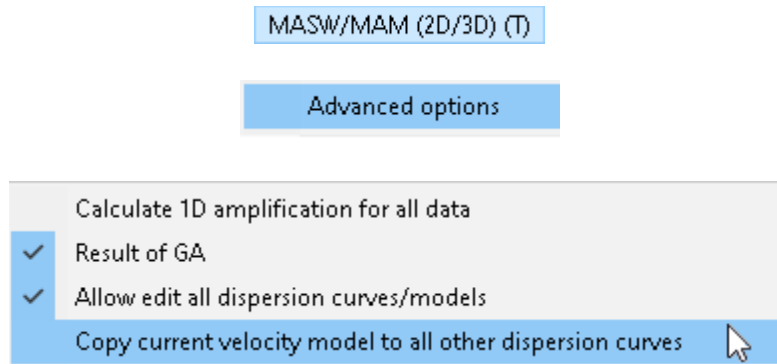 MASW/MAM (2D/3D) (T)
Advanced options
Calculate 1D amplification for all data
Result of GA
Allow edit all dispersion curves/models
Copy current velocity model to all other dispersion curves